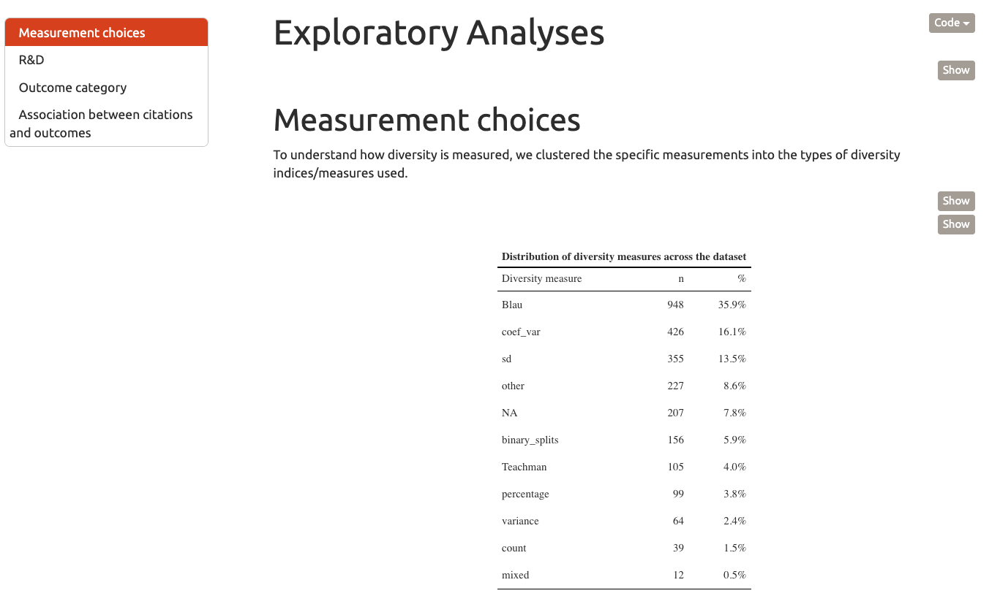 Measurement choices
R&D
Outcome category
Association between citations
and outcomes
Exploratory Analyses
Code
Show
Measurement choices
To understand how diversity is measured, we clustered the specific measurements into the types of diversity
indices/measures used.
Show
Show
Distribution of diversity measures across the dataset
Diversity measure n %
Blau 948 35.9%
coef_var 426 16.1%
sd 355 13.5%
other 227 8.6%
NA 207 7.8%
binary_splits 156 5.9%
Teachman 105 4.0%
percentage 99 3.8%
variance 64 2.4%
count 39 1.5%
mixed 12 0.5%